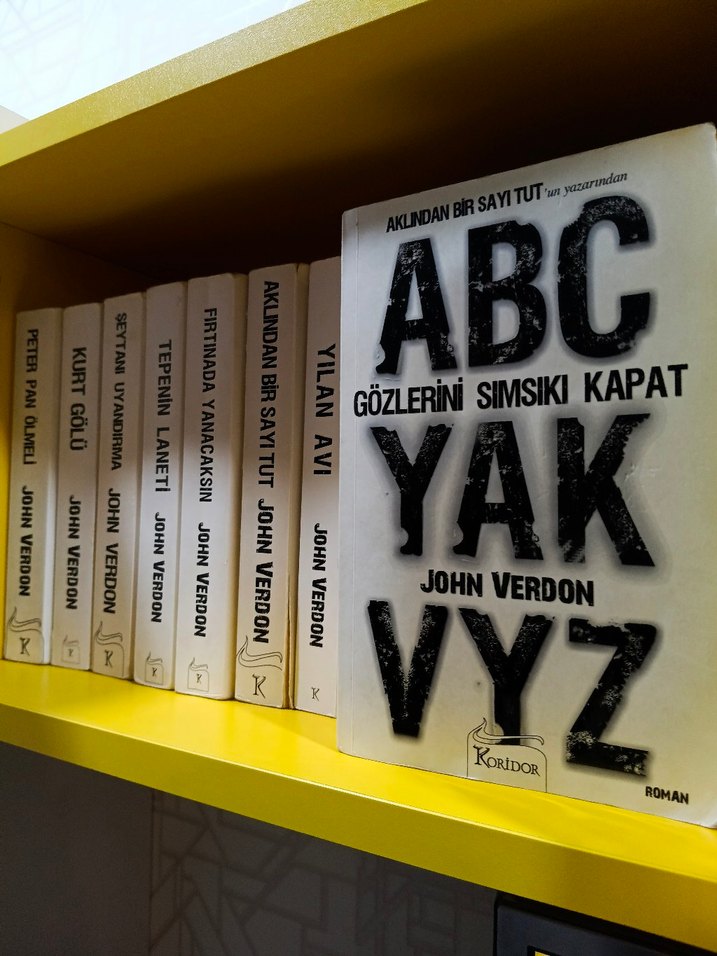 PETER PAN ÖLMELİ JOHN VERDON
KURT GÖLÜ JOHN VERDON
K
ŞEYTANI UYANDIRMA JOHN VERDON
K
TEPENİN LANETİ JOHN VERDON
K
FIRTINADA YANACAKSIN JOHN VERDON
K
AKLINDAN BİR SAYI TUT JOHN VERDON
K
YILAN AVI JOHN VERDON
K
AKLINDAN BİR SAYI TUT'un yazarından
ABC
GÖZLERİNİ SIMSIKI KAPAT
YAK
JOHN VERDON
VYZ
KORİDOR
ROMAN